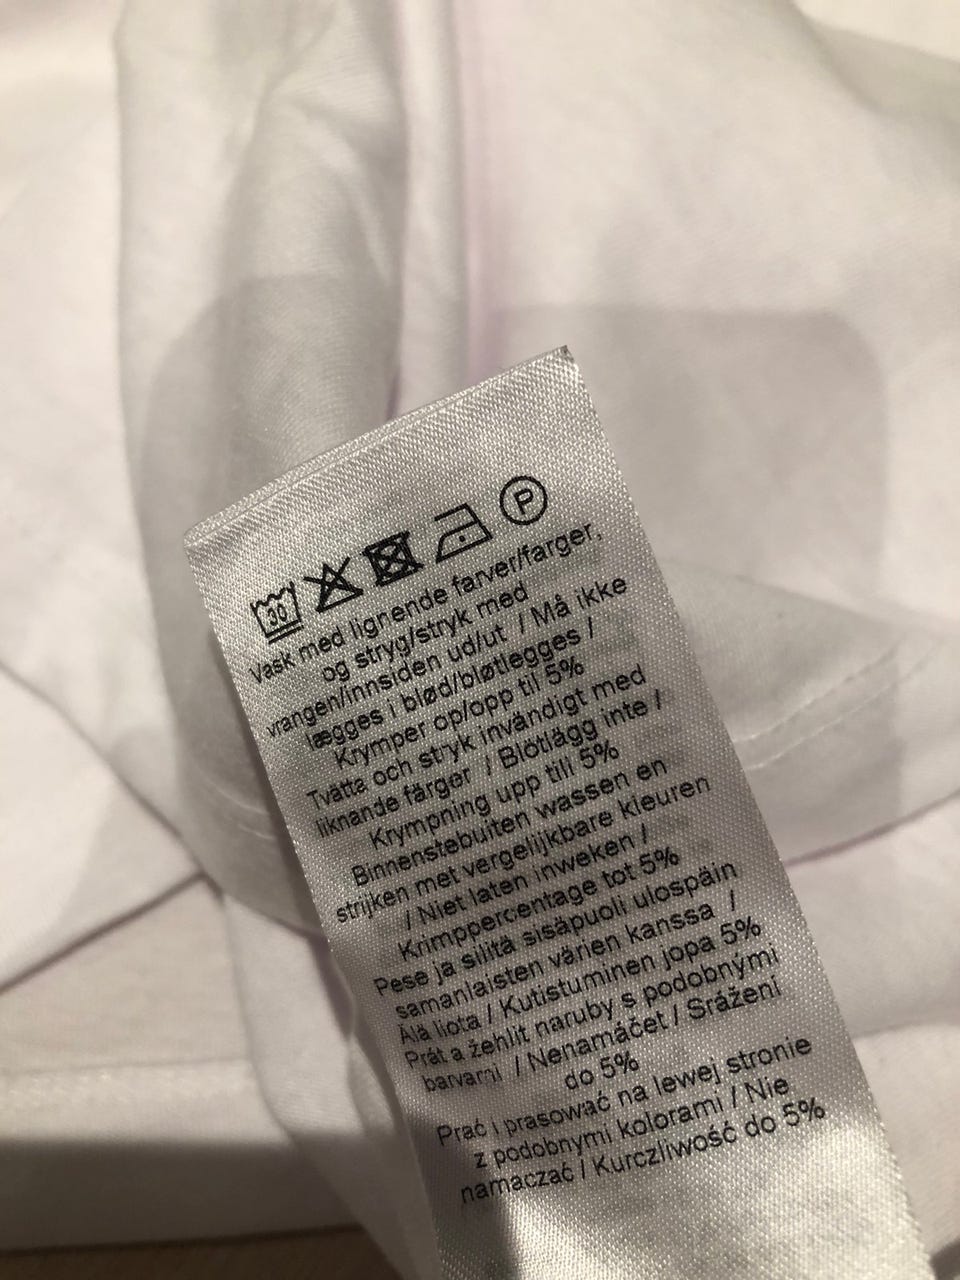 30 P
Vask med lignende farver/farger,
og stryg/stryk med
vrangen/innsiden ud/ut / Må ikke
lægges i blød/bløtlegges /
Krymper op/opp til 5%
Tvätta och stryk invändigt med
liknande färger / Blötlägg inte /
Krympning upp till 5%
Binnenstebuiten wassen en
strijken met vergelijkbare kleuren
/ Niet laten inweken /
Krimppercentage tot 5%
Pese ja silitä sisäpuoli ulospäin
samanlaisten värien kanssa /
Älä liota / Kutistuminen jopa 5%
Prát a žehlit naruby s podobnými
barvami / Nenamáčet / Srážení
do 5%
Prać i prasować na lewej stronie
z podobnymi kolorami / Nie
namaczać / Kurczliwość do 5%